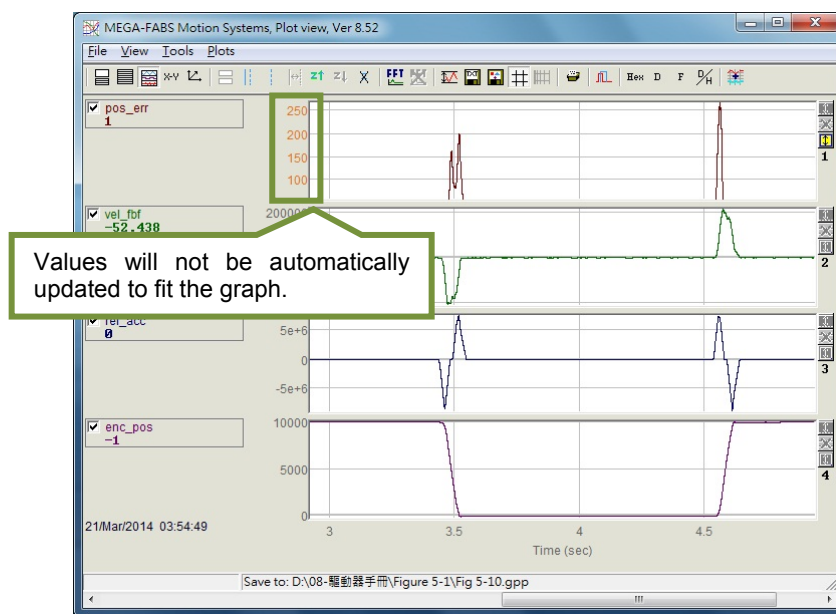 MEGA-FABS Motion Systems, Plot view, Ver 8.52
File View Tools Plots
X-Y Z↑ Z↓ X FFT Hex D F %H
pos_err
1
250
200
150
100
1
vel_fbf
-52.438
2
Values will not be automatically
updated to fit the graph.
0
5e+6
0
-5e+6
3
enc_pos
-1
10000
5000
0
4
21/Mar/2014 03:54:49
3 3.5 4 4.5
Time (sec)
Save to: D:\08-驅動器手冊\Figure 5-1\Fig 5-10.gpp